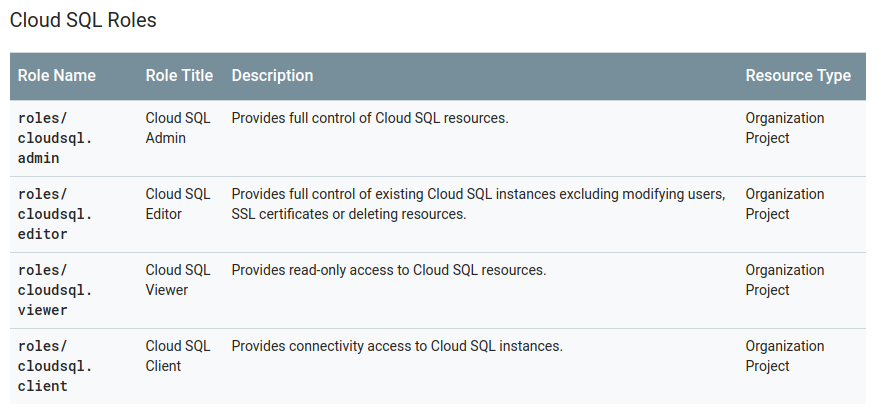 Cloud SQL Roles
Role Name Role Title Description Resource Type
roles/ Cloud SQL Provides full control of Cloud SQL resources. Organization
cloudsql. Admin Project
admin
roles/ Cloud SQL Provides full control of existing Cloud SQL instances excluding modifying users, Organization
cloudsql. Editor SSL certificates or deleting resources. Project
editor
roles/ Cloud SQL Provides read-only access to Cloud SQL resources. Organization
cloudsql. Viewer Project
viewer
roles/ Cloud SQL Provides connectivity access to Cloud SQL instances. Organization
cloudsql. Client Project
client